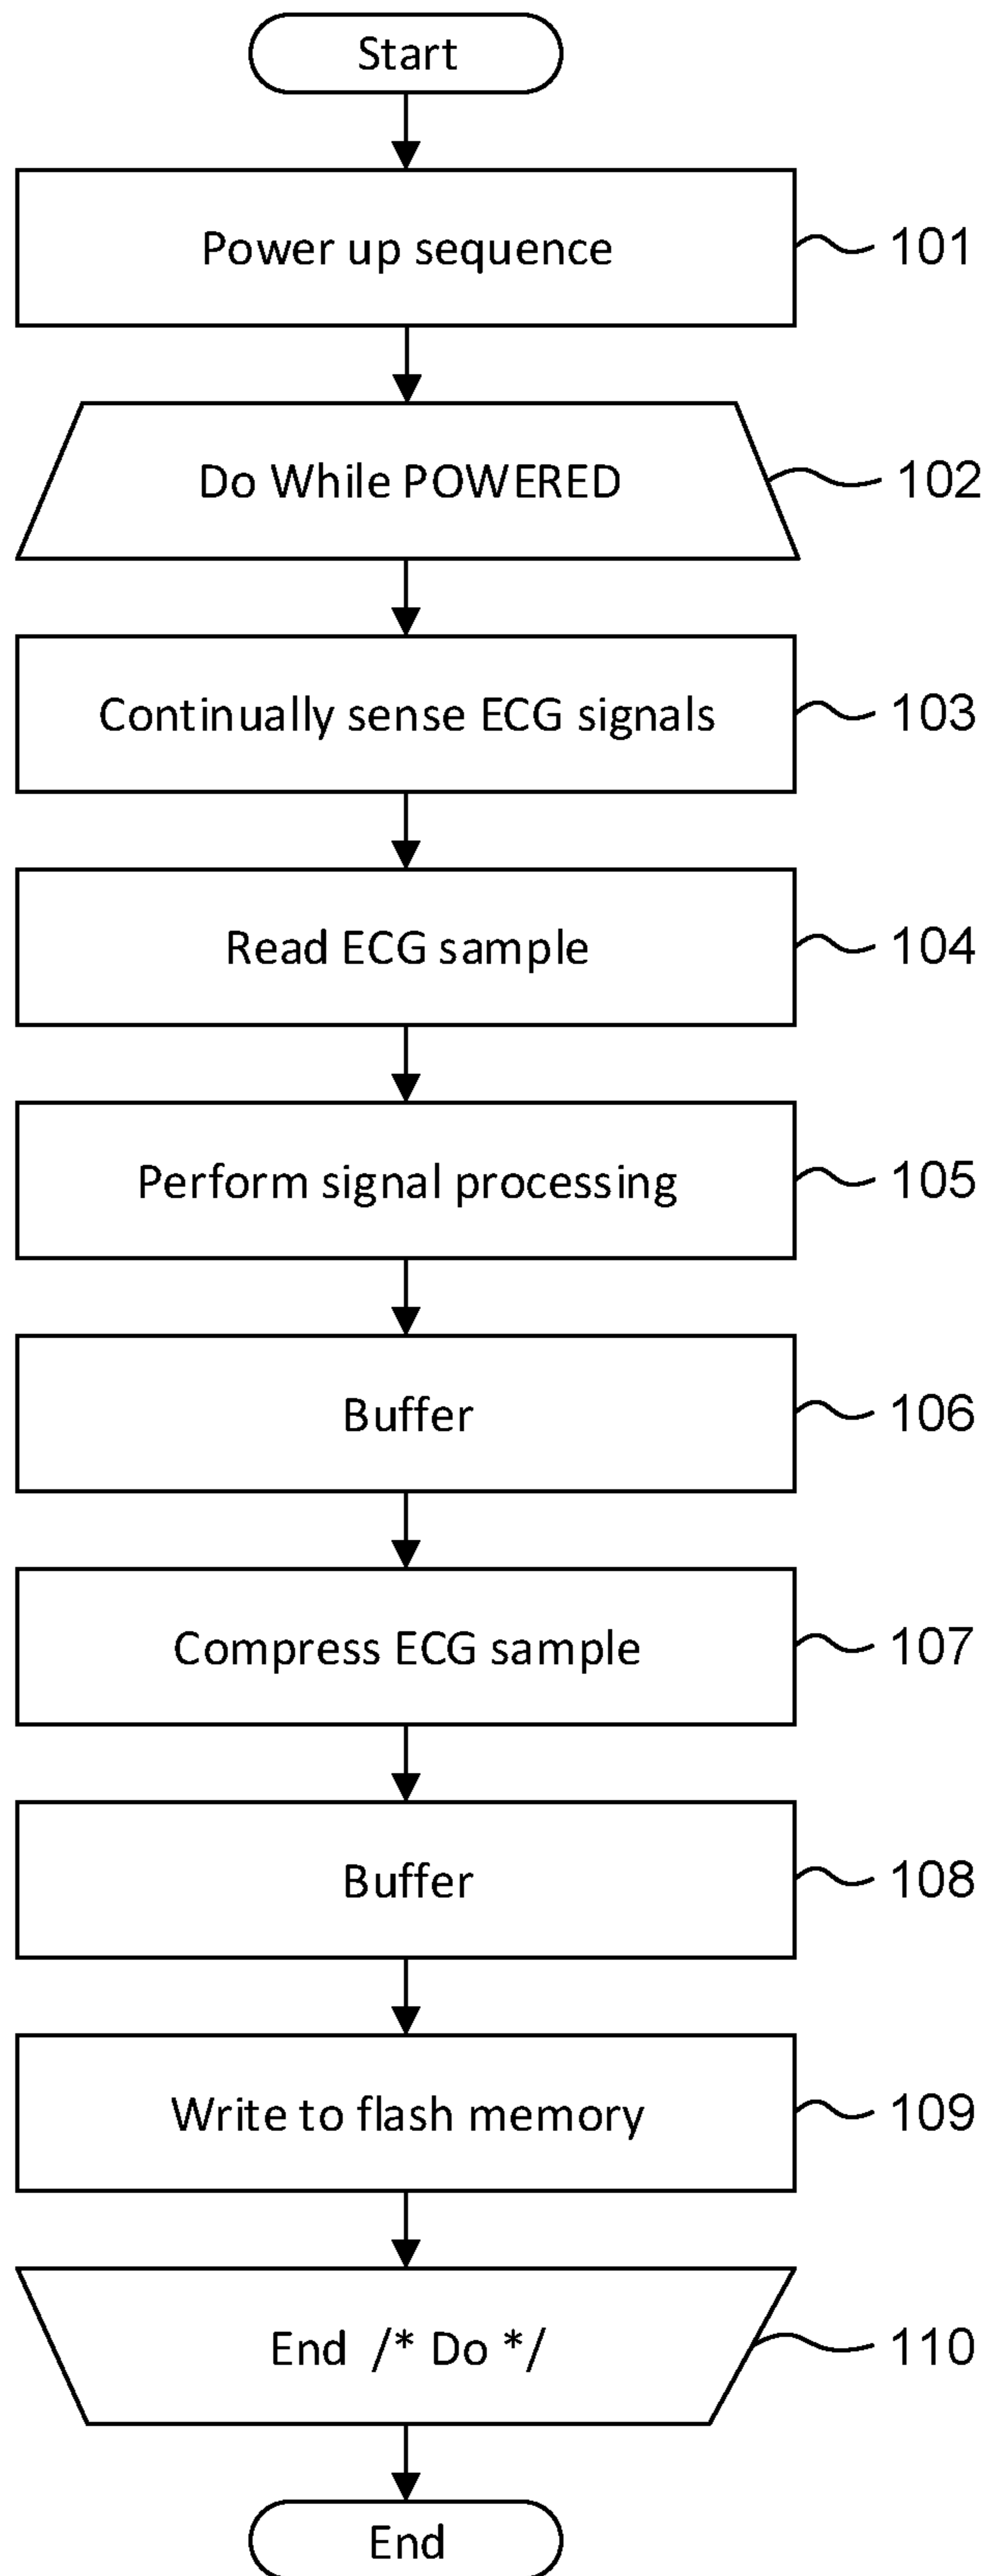 Start
Power up sequence
101
Do While POWERED
102
Continually sense ECG signals
103
Read ECG sample
104
Perform signal processing
105
Buffer
106
Compress ECG sample
107
Buffer
108
Write to flash memory
109
End /* Do */
110
End